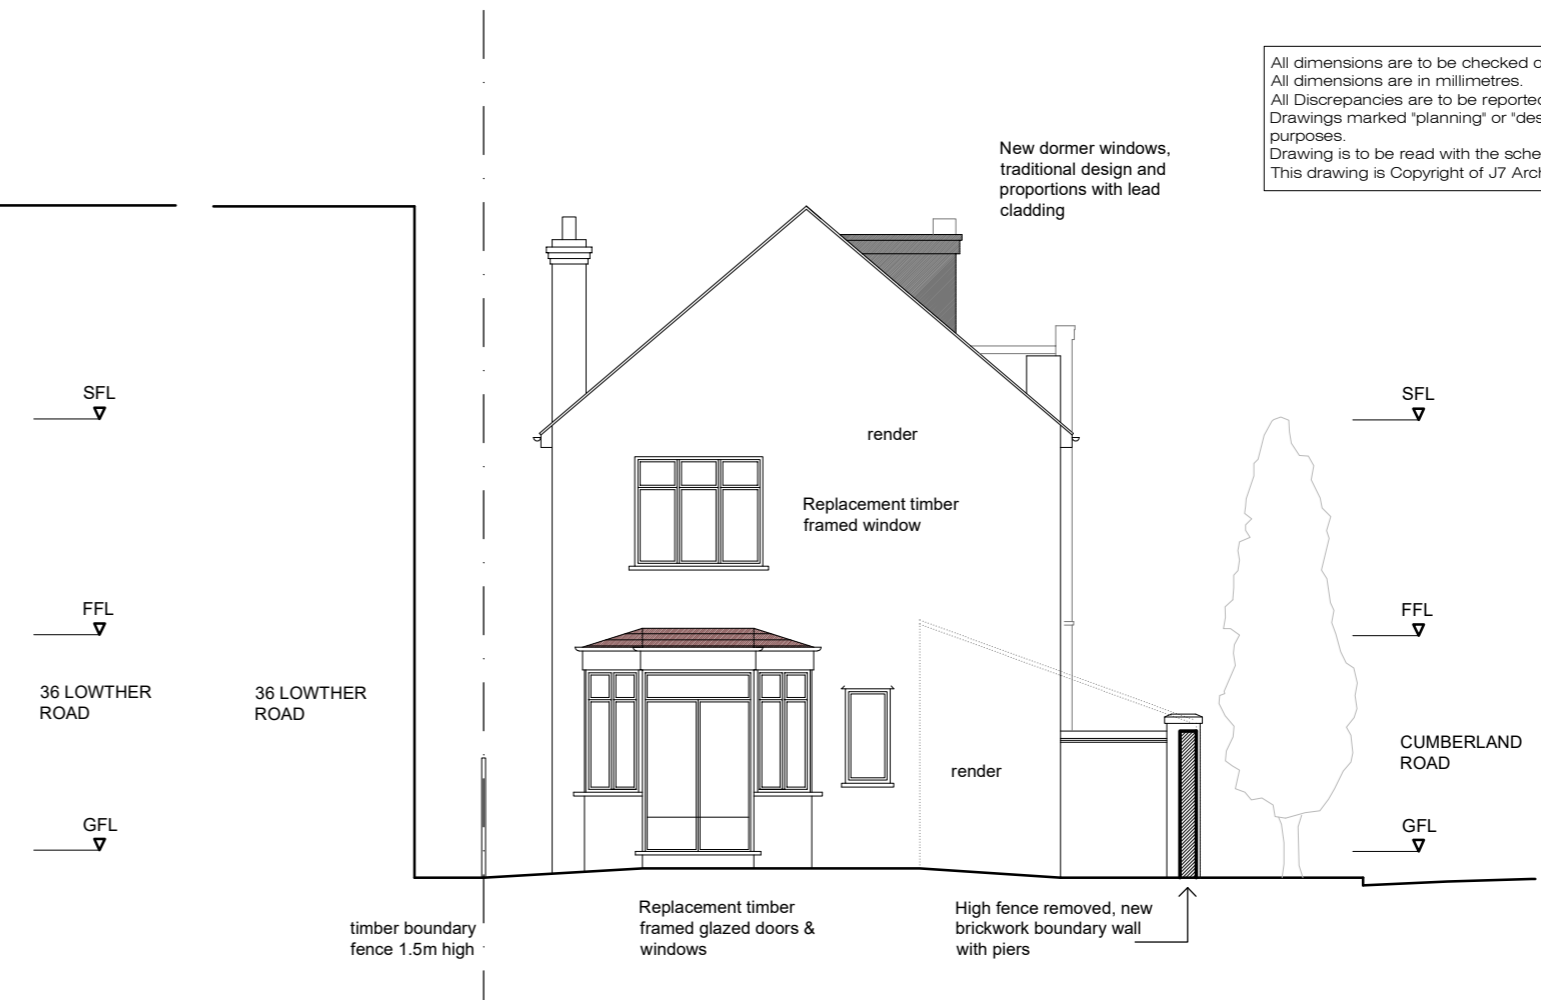 All dimensions are to be checked
All dimensions are in millimetres.
All Discrepancies are to be reported
Drawings marked "planning" or
purposes.
Drawing is to be read with the
This drawing is Copyright of J7
New dormer windows,
traditional design and
proportions with lead
cladding
SFL
SFL
render
Replacement timber
framed window
FFL
FFL
36 LOWTHER
ROAD
36 LOWTHER
ROAD
CUMBERLAND
ROAD
render
GFL
GFL
timber boundary
fence 1.5m high
Replacement timber
framed glazed doors &
windows
High fence removed, new
brickwork boundary wall
with piers